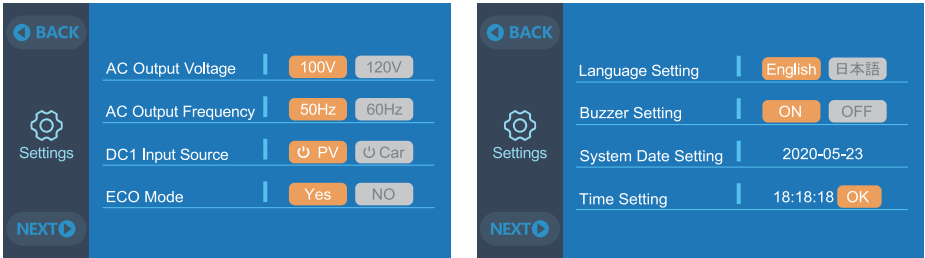 BACK
AC Output Voltage 100V 120V
AC Output Frequency 50Hz 60Hz
Settings
DC1 Input Source PV Car
ECO Mode Yes NO
NEXT
BACK
Language Setting English 日本語
Buzzer Setting ON OFF
Settings
System Date Setting 2020-05-23
Time Setting 18:18:18 OK
NEXT